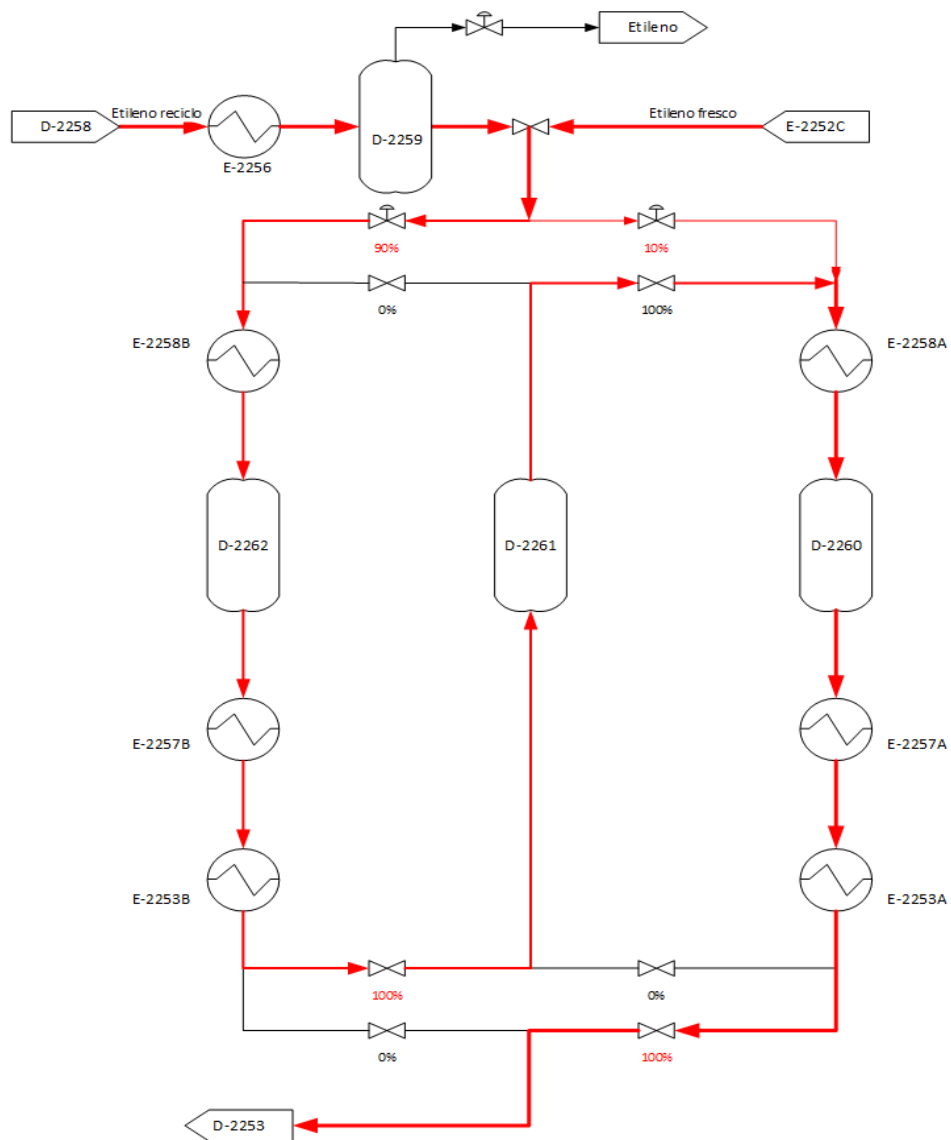 Etileno
Etileno reciclo
Etileno fresco
D-2258
D-2259
E-2252C
E-2256
90%
10%
0%
100%
E-2258B
E-2258A
D-2262
D-2261
D-2260
E-2257B
E-2257A
E-2253B
E-2253A
100%
0%
0%
100%
D-2253